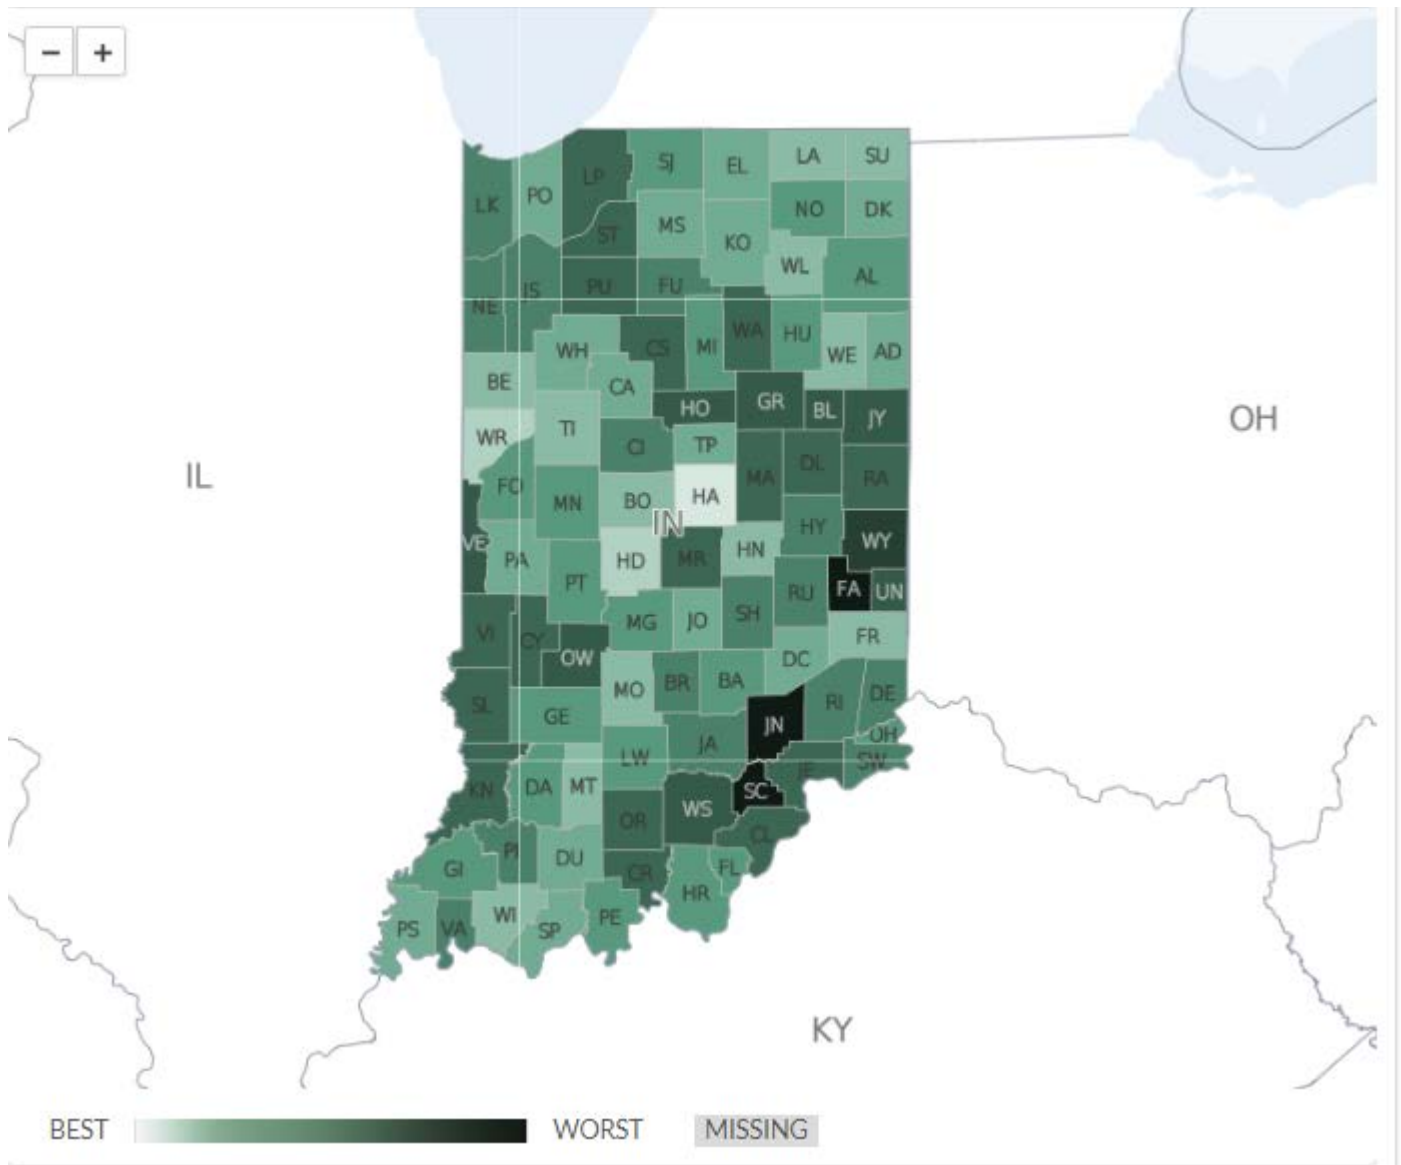 − +
LK PO LP SJ EL LA SU
ST MS KO NO DK
NE JS PU FU WL AL
WH CS MI WA HU WE AD
BE CA HO GR BL JY
WR TI CI TP
FO MN BO HA MA DL RA
IN
VE PA PT HD MR HN HY WY
RU FA UN
VI CY OW MG JO SH FR
SL GE MO BR BA DC RI DE
JN OH
KN DA MT LW JA JE SW
SC
OR WS CL
GI PI DU CR HR FL
PS VA WI SP PE
IL
OH
KY
BEST WORST MISSING